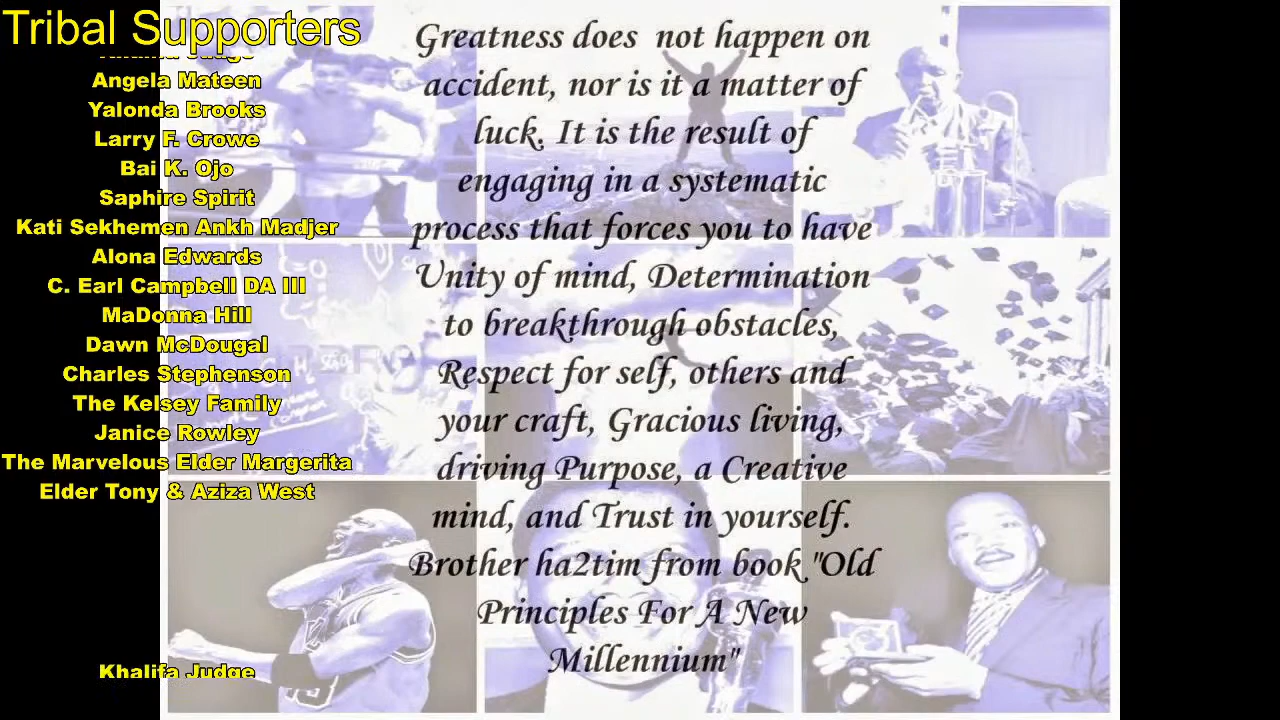 Tribal Supporters
Angela Mateen
Yalonda Brooks
Larry F. Crowe
Bai K. Ojo
Saphire Spirit
Kati Sekhemen Ankh Madjer
Alona Edwards
C. Earl Campbell DA III
MaDonna Hill
Dawn McDougal
Charles Stephenson
The Kelsey Family
Janice Rowley
The Marvelous Elder Margerita
Elder Tony & Aziza West
Khalifa Judge
Greatness does not happen on
accident, nor is it a matter of
luck. It is the result of
engaging in a systematic
process that forces you to have
Unity of mind, Determination
to breakthrough obstacles,
Respect for self, others and
your craft, Gracious living,
driving Purpose, a Creative
mind, and Trust in yourself.
Brother ha2tim from book "Old
Principles For A New
Millennium"